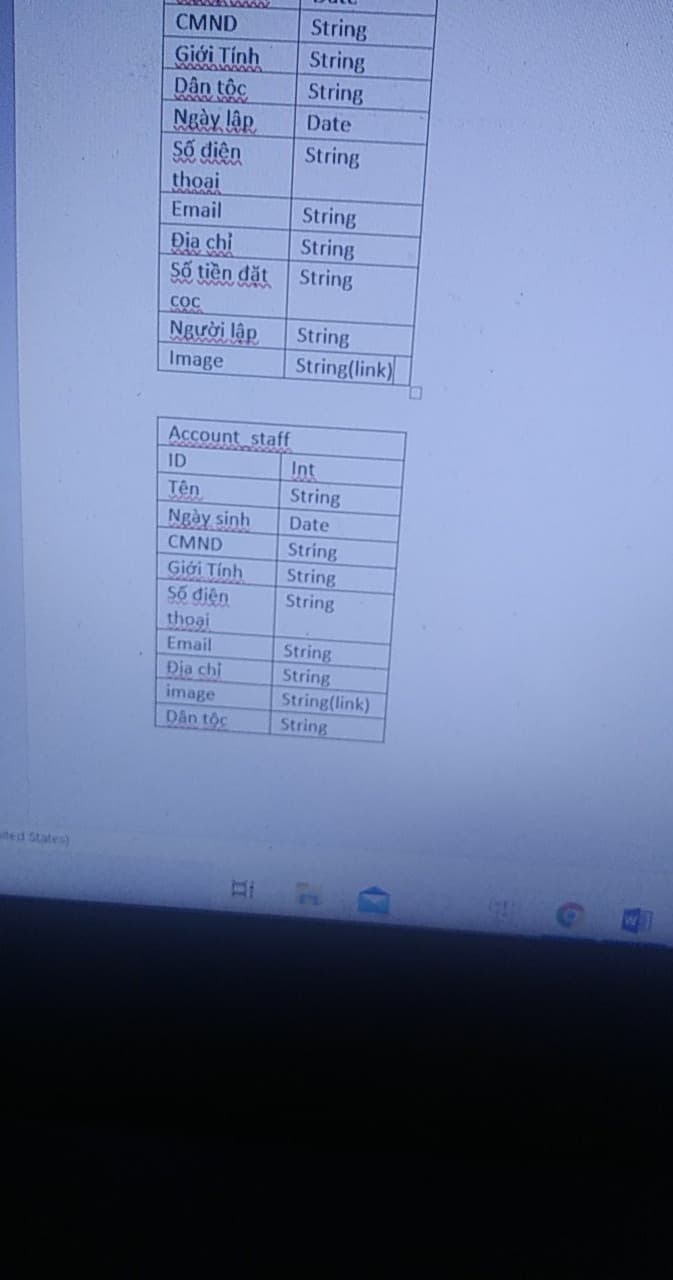 CMND String
Giới Tính String
Dân tộc String
Ngày lập Date
Số điện String
thoại
Email String
Địa chỉ String
Số tiền đặt String
cọc
Người lập String
Image String(link)
Account_staff
ID Int
Tên String
Ngày sinh Date
CMND String
Giới Tính String
Số điện String
thoại
Email String
Địa chỉ String
image String(link)
Dân tộc String
States)